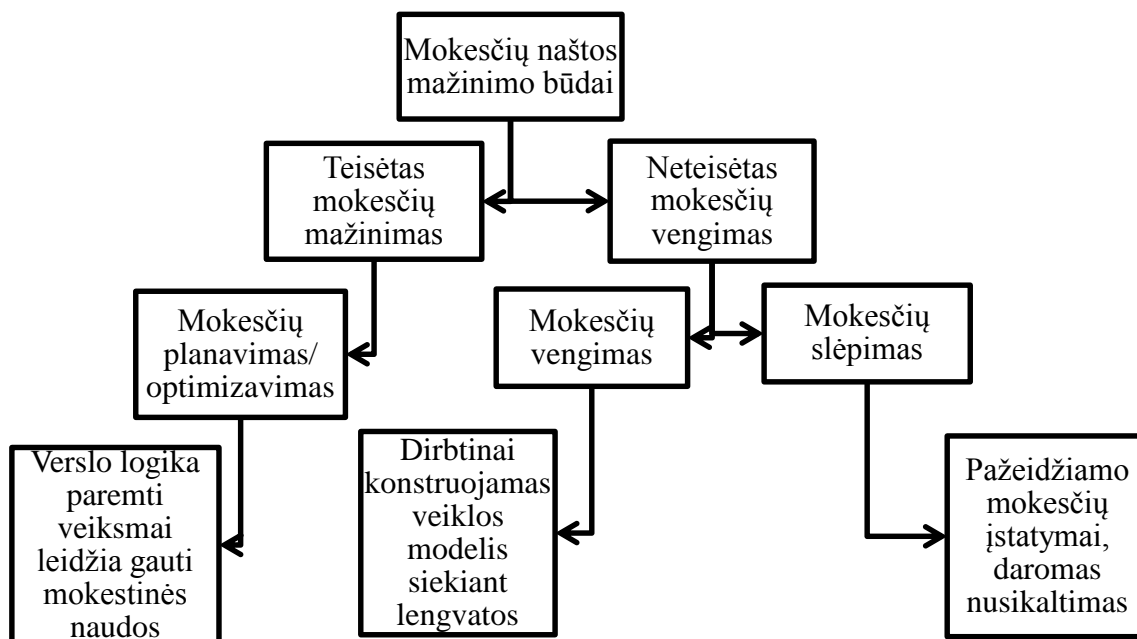 Mokesčių naštos
mažinimo būdai
Teisėtas
mokesčių
mažinimas
Neteisėtas
mokesčių
vengimas
Mokesčių
planavimas/
optimizavimas
Mokesčių
vengimas
Mokesčių
slėpimas
Verslo logika
paremti
veiksmai
leidžia gauti
mokestinės
naudos
Dirbtinai
konstruojamas
veiklos
modelis
siekiant
lengvatos
Pažeidžiamo
mokesčių
įstatymai,
daromas
nusikaltimas